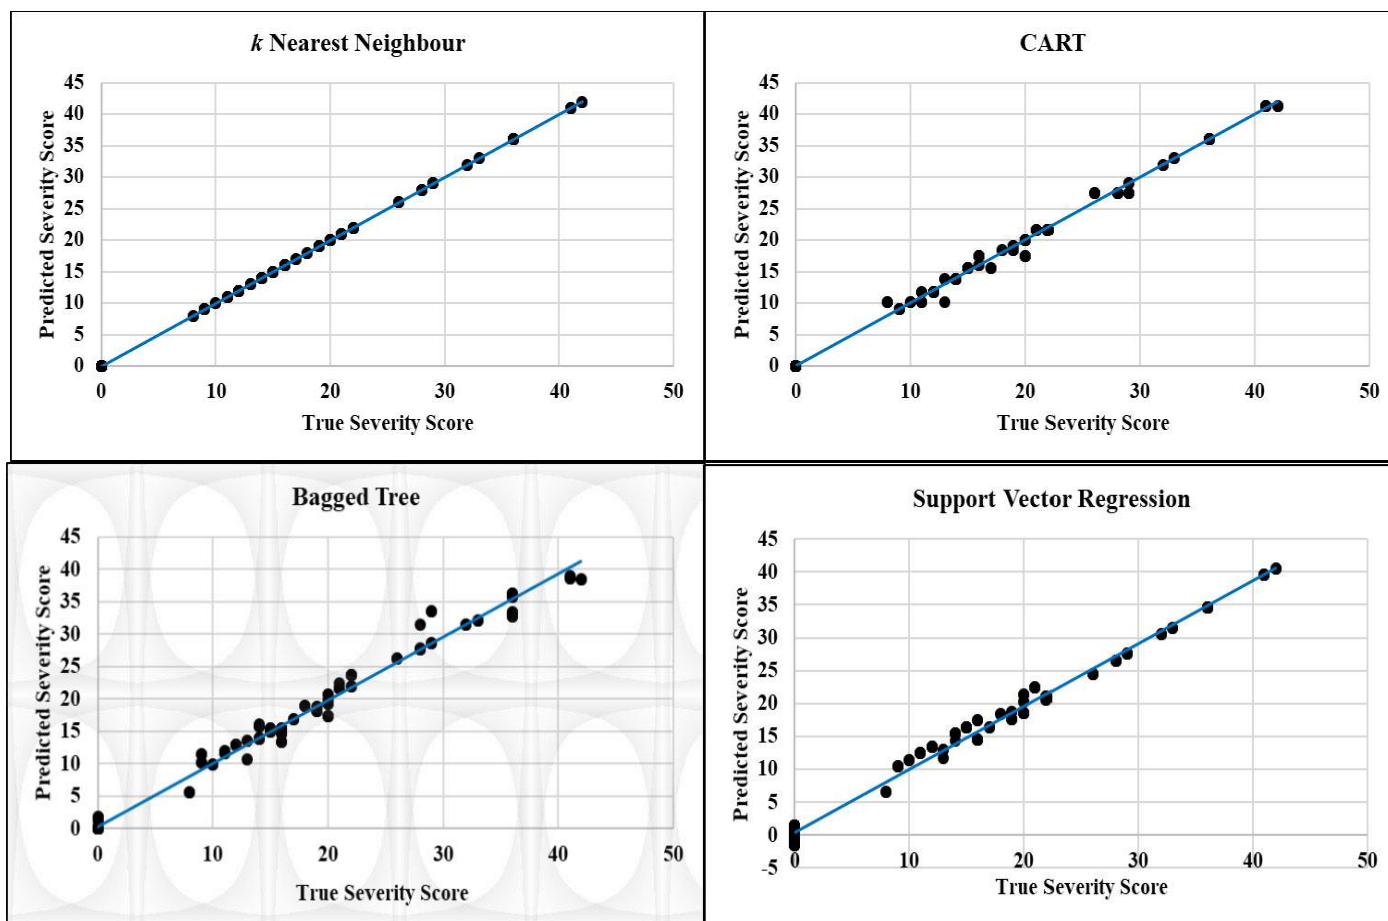 k Nearest Neighbour
45
40
35
30
25
20
15
10
5
0
Predicted Severity Score
0 10 20 30 40 50
True Severity Score
CART
45
40
35
30
25
20
15
10
5
0
Predicted Severity Score
0 10 20 30 40 50
True Severity Score
Bagged Tree
45
40
35
30
25
20
15
10
5
0
Predicted Severity Score
0 10 20 30 40 50
True Severity Score
Support Vector Regression
45
40
35
30
25
20
15
10
5
0
-5
Predicted Severity Score
0 10 20 30 40 50
True Severity Score